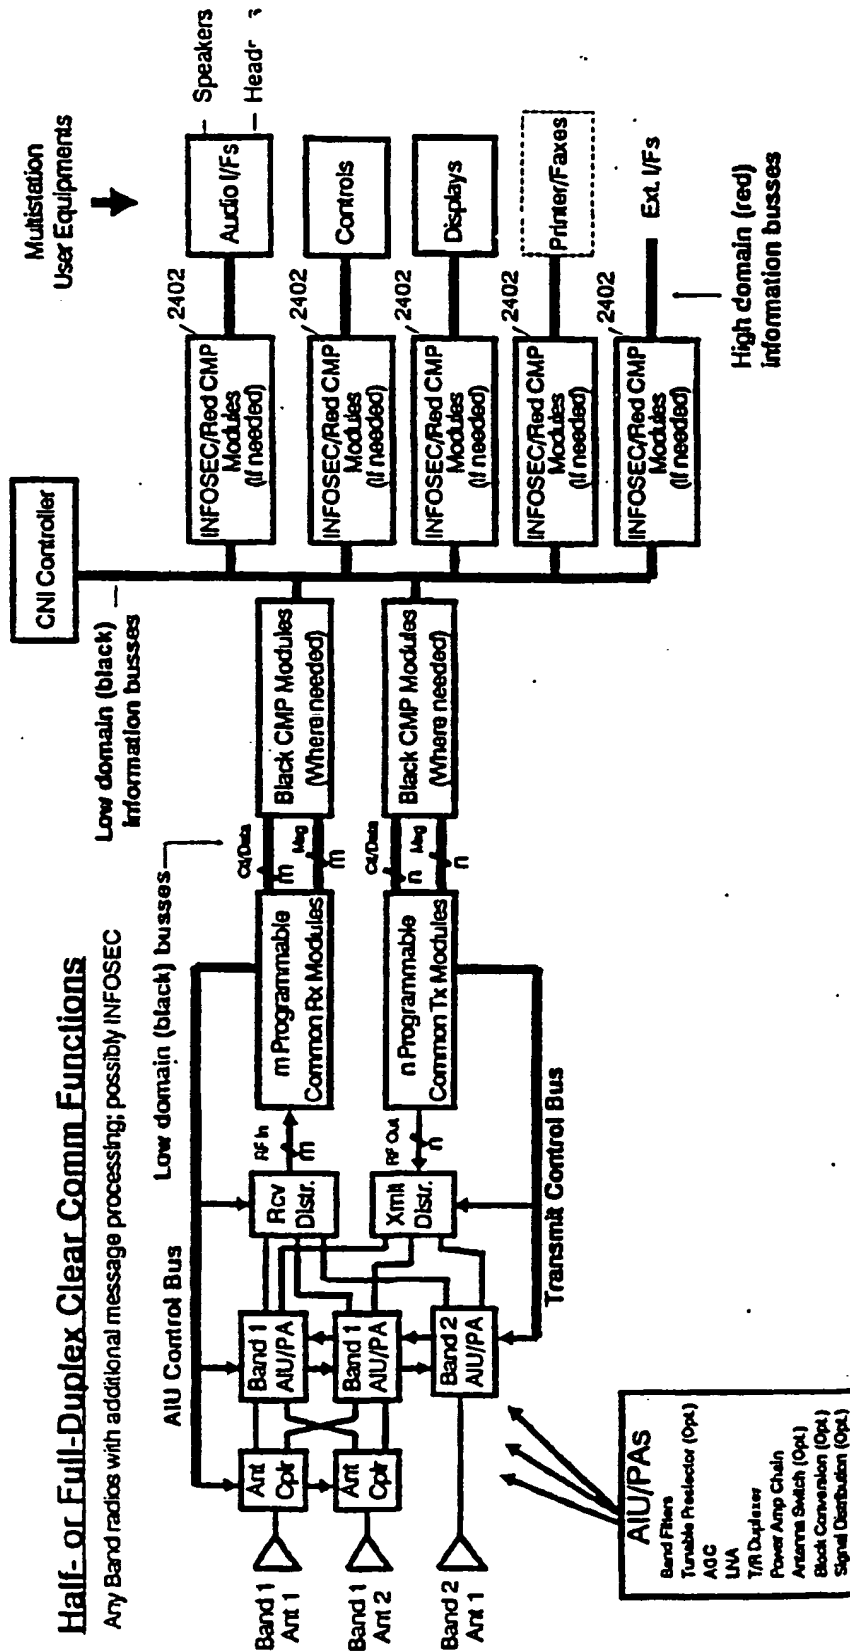 Half- or Full-Duplex Clear Comm Functions
Any Band radios with additional message processing; possibly INFOSEC
Multistation
User Equipments
CNI Controller
Low domain (black)
information busses
Low domain (black) busses
AIU Control Bus
Speakers
Audio I/Fs
Controls
Displays
Printer/Faxes
Ext. I/Fs
2402
INFOSEC/Red CMP
Modules
(If needed)
2402
INFOSEC/Red CMP
Modules
(If needed)
2402
INFOSEC/Red CMP
Modules
(If needed)
2402
INFOSEC/Red CMP
Modules
(If needed)
2402
INFOSEC/Red CMP
Modules
(If needed)
High domain (red)
information busses
Black CMP Modules
(Where needed)
Black CMP Modules
(Where needed)
Ctl/Data
m
Msg
m
Ctl/Data
n
Msg
n
m Programmable
Common Rx Modules
n Programmable
Common Tx Modules
RF In
m
RF Out
n
Rcv
Distr.
Xmit
Distr.
Band 1
AIU/PA
Band 1
AIU/PA
Band 2
AIU/PA
Ant
Cplr
Ant
Cplr
Band 1
Ant 1
Band 1
Ant 2
Band 2
Ant 1
Transmit Control Bus
AIU/PAs
Band Filters
Tunable Preselector (Opt.)
AGC
LNA
T/R Duplexer
Power Amp Chain
Antenna Switch (Opt.)
Block Conversion (Opt.)
Signal Distribution (Opt.)